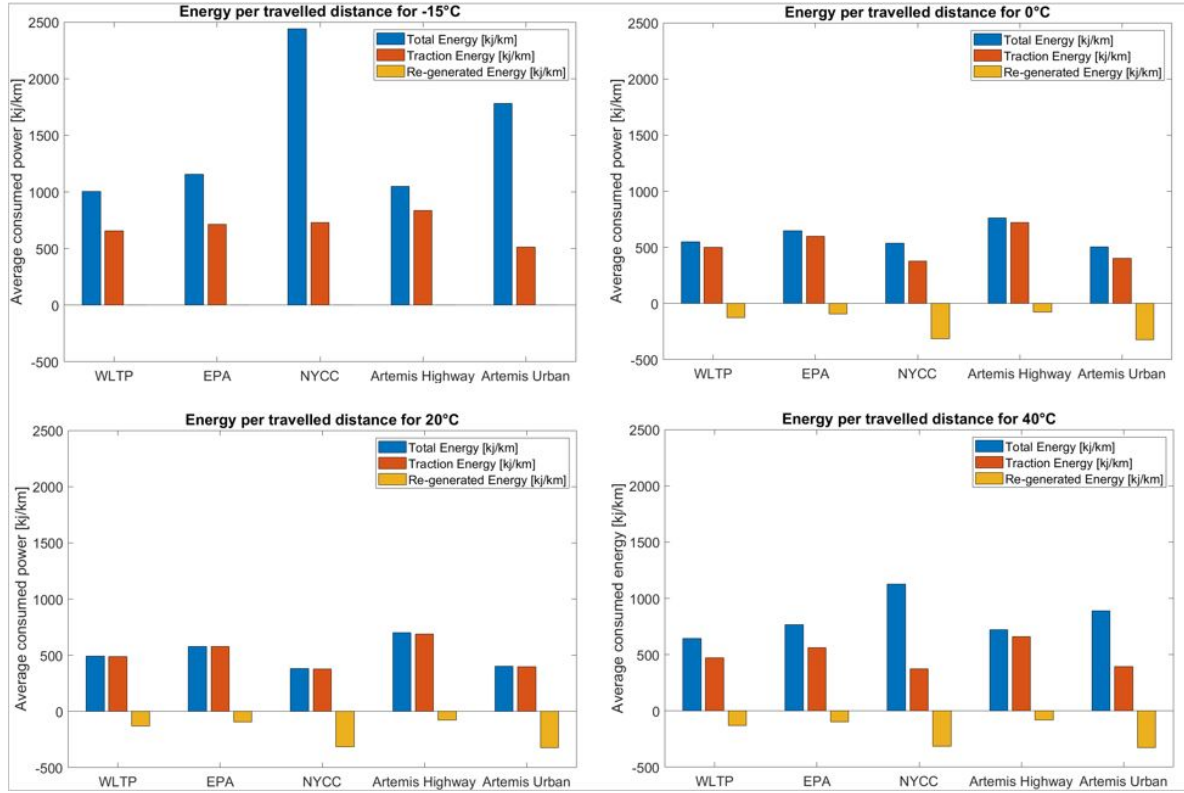 Energy per travelled distance for -15°C
Total Energy [kj/km]
Traction Energy [kj/km]
Re-generated Energy [kj/km]
Average consumed power [kj/km]
2500
2000
1500
1000
500
0
-500
WLTP EPA NYCC Artemis Highway Artemis Urban
Energy per travelled distance for 0°C
Total Energy [kj/km]
Traction Energy [kj/km]
Re-generated Energy [kj/km]
Average consumed power [kj/km]
2500
2000
1500
1000
500
0
-500
WLTP EPA NYCC Artemis Highway Artemis Urban
Energy per travelled distance for 20°C
Total Energy [kj/km]
Traction Energy [kj/km]
Re-generated Energy [kj/km]
Average consumed power [kj/km]
2500
2000
1500
1000
500
0
-500
WLTP EPA NYCC Artemis Highway Artemis Urban
Energy per travelled distance for 40°C
Total Energy [kj/km]
Traction Energy [kj/km]
Re-generated Energy [kj/km]
Average consumed energy [kj/km]
2500
2000
1500
1000
500
0
-500
WLTP EPA NYCC Artemis Highway Artemis Urban